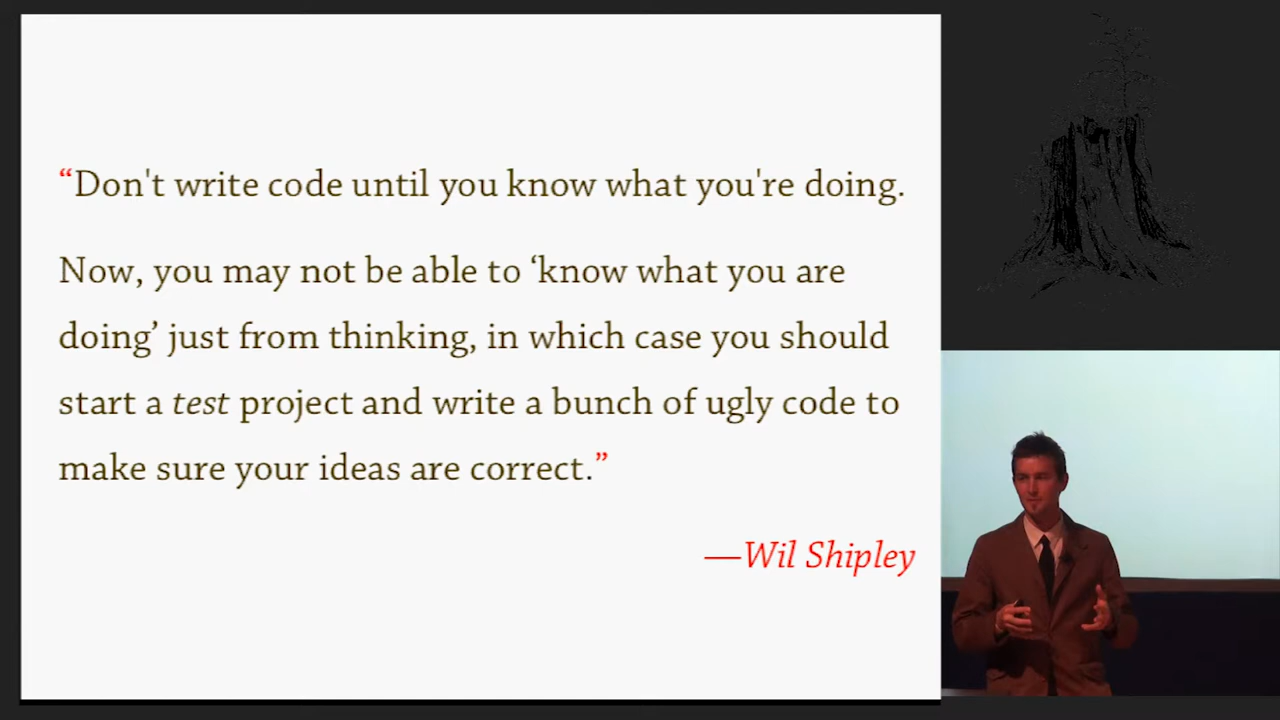 “Don't write code until you know what you're doing.
Now, you may not be able to ‘know what you are
doing’ just from thinking, in which case you should
start a test project and write a bunch of ugly code to
make sure your ideas are correct.”
—Wil Shipley